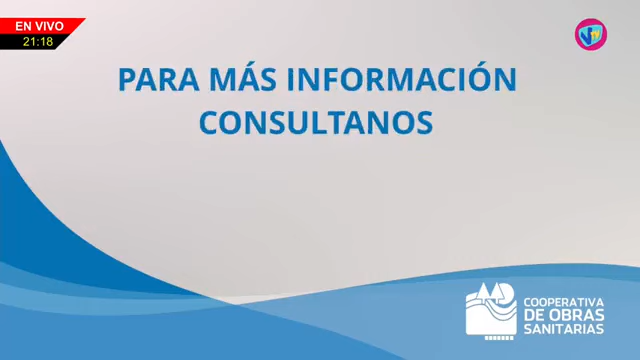 EN VIVO
21:18
PARA MÁS INFORMACIÓN
CONSULTANOS
COOPERATIVA
DE OBRAS
SANITARIAS